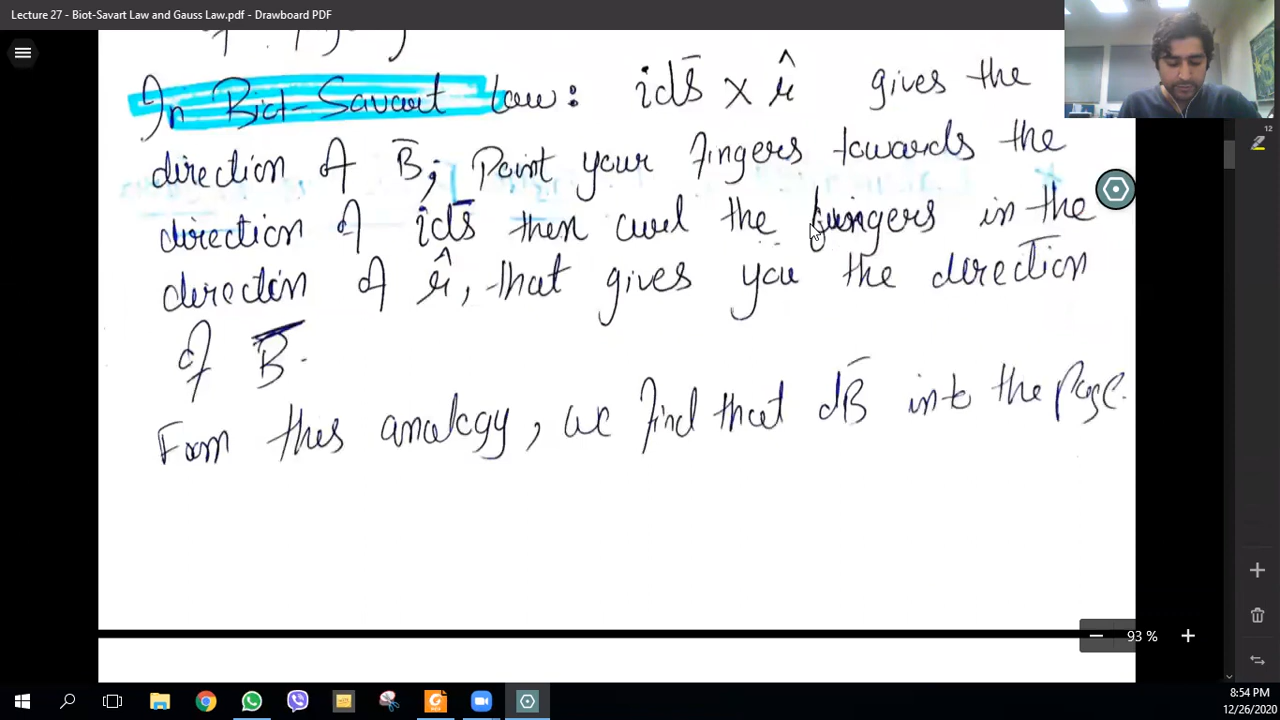 Lecture 27 - Biot-Savart Law and Gauss Law.pdf - Drawboard PDF
In Biot-Savart law: id s̄ × r̂ gives the
12
direction of B̄; Point your fingers towards the
direction of id s̄ then curl the fingers in the
direction of r̂, that gives you the direction
of B̄.
From this analogy, we find that dB̄ into the page.
93 %
8:54 PM
12/26/2020